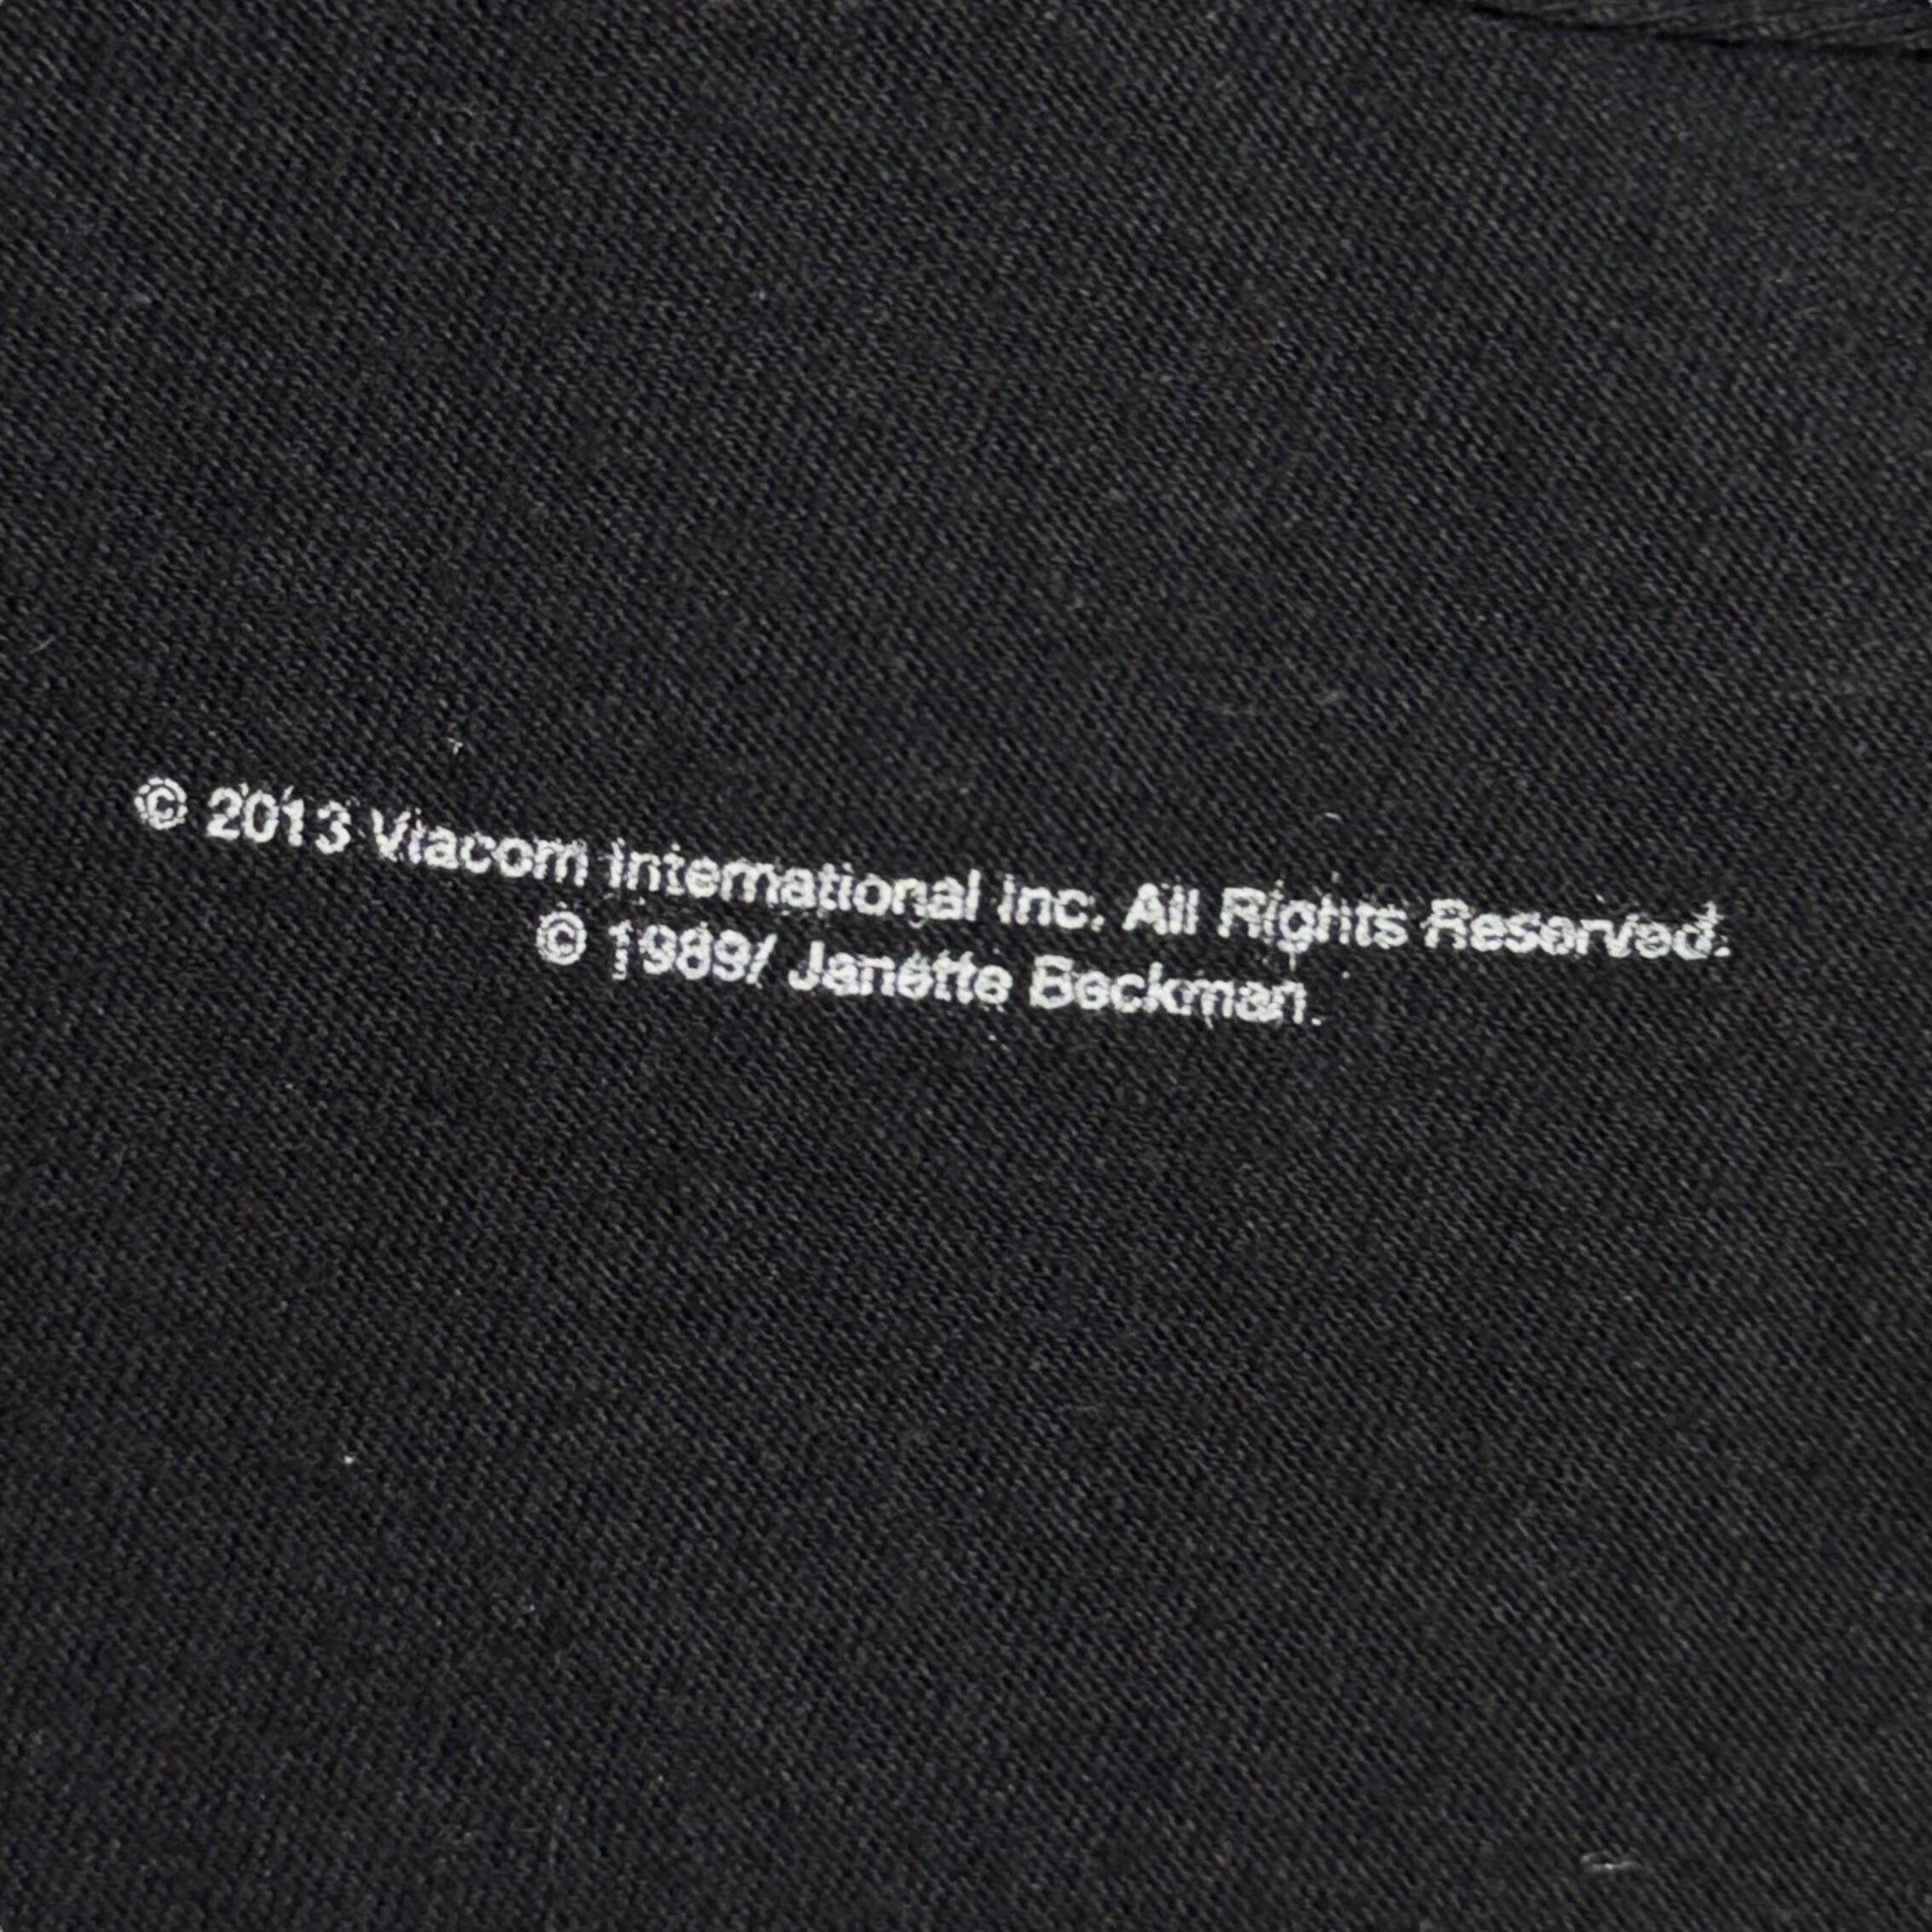 © 2013 Viacom International Inc. All Rights Reserved.
© 1989/ Janette Beckman.